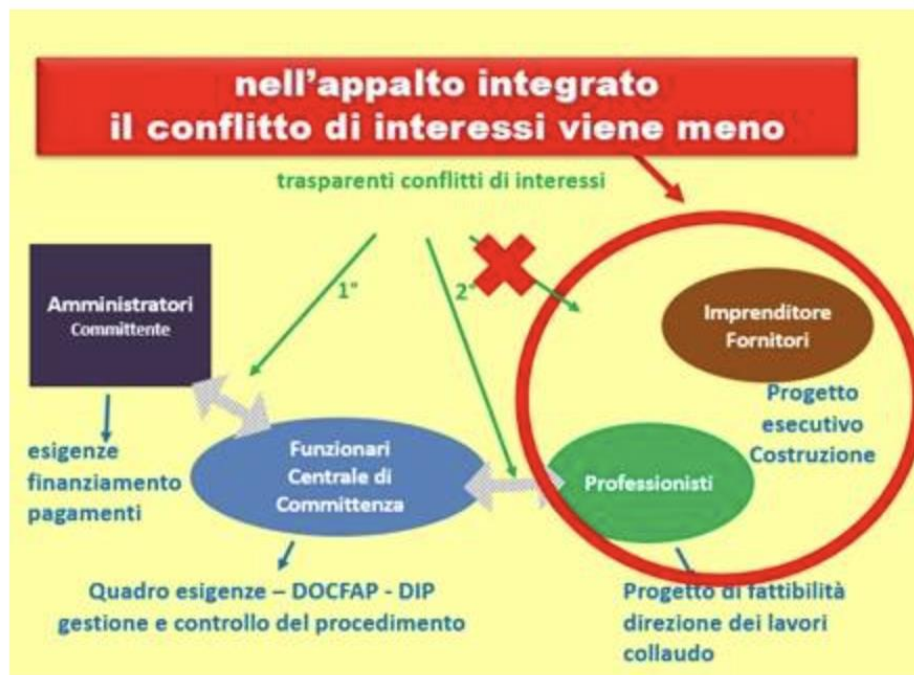 nell'appalto integrato
il conflitto di interessi viene meno
trasparenti conflitti di interessi
1°
2°
Amministratori
Committente
Imprenditore
Fornitori
Progetto
esecutivo
Costruzione
esigenze
finanziamento
pagamenti
Funzionari
Centrale di
Committenza
Professionisti
Quadro esigenze – DOCFAP - DIP
gestione e controllo del procedimento
Progetto di fattibilità
direzione dei lavori
collaudo